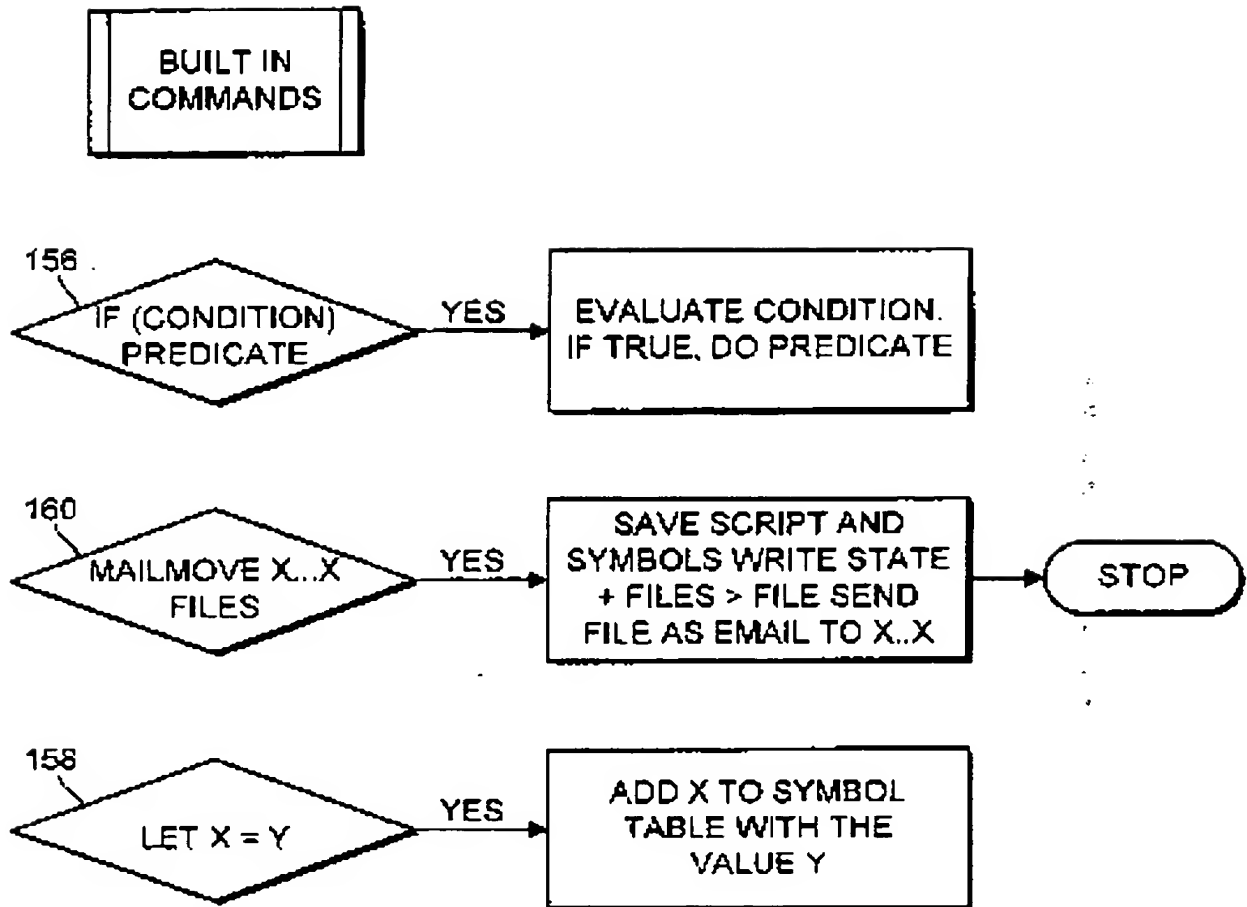 BUILT IN
COMMANDS
156
IF (CONDITION)
PREDICATE
YES
EVALUATE CONDITION.
IF TRUE, DO PREDICATE
160
MAILMOVE X...X
FILES
YES
SAVE SCRIPT AND
SYMBOLS WRITE STATE
+ FILES > FILE SEND
FILE AS EMAIL TO X..X
STOP
158
LET X = Y
YES
ADD X TO SYMBOL
TABLE WITH THE
VALUE Y